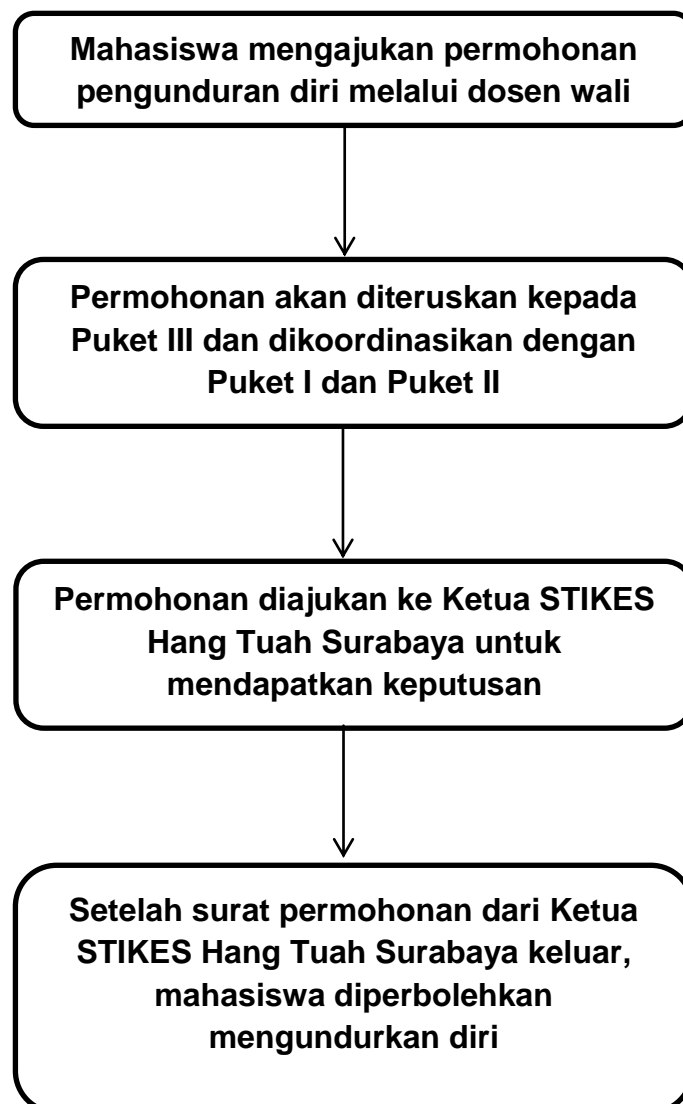 Mahasiswa mengajukan permohonan
pengunduran diri melalui dosen wali
Permohonan akan diteruskan kepada
Puket III dan dikoordinasikan dengan
Puket I dan Puket II
Permohonan diajukan ke Ketua STIKES
Hang Tuah Surabaya untuk
mendapatkan keputusan
Setelah surat permohonan dari Ketua
STIKES Hang Tuah Surabaya keluar,
mahasiswa diperbolehkan
mengundurkan diri